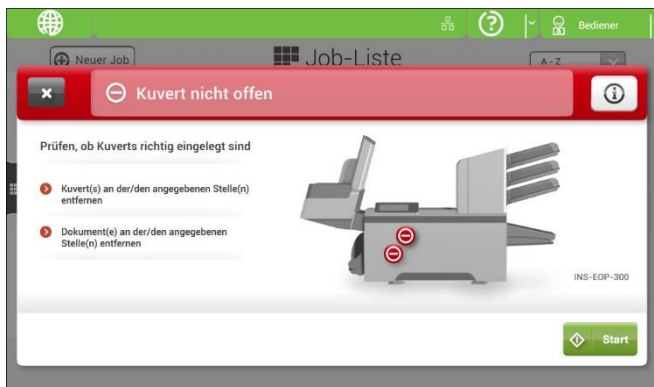 Bediener
Neuer Job
Job-Liste
A - Z
Kuvert nicht offen
Prüfen, ob Kuverts richtig eingelegt sind
Kuvert(s) an der/den angegebenen Stelle(n)
entfernen
Dokument(e) an der/den angegebenen
Stelle(n) entfernen
INS-EOP-300
Start